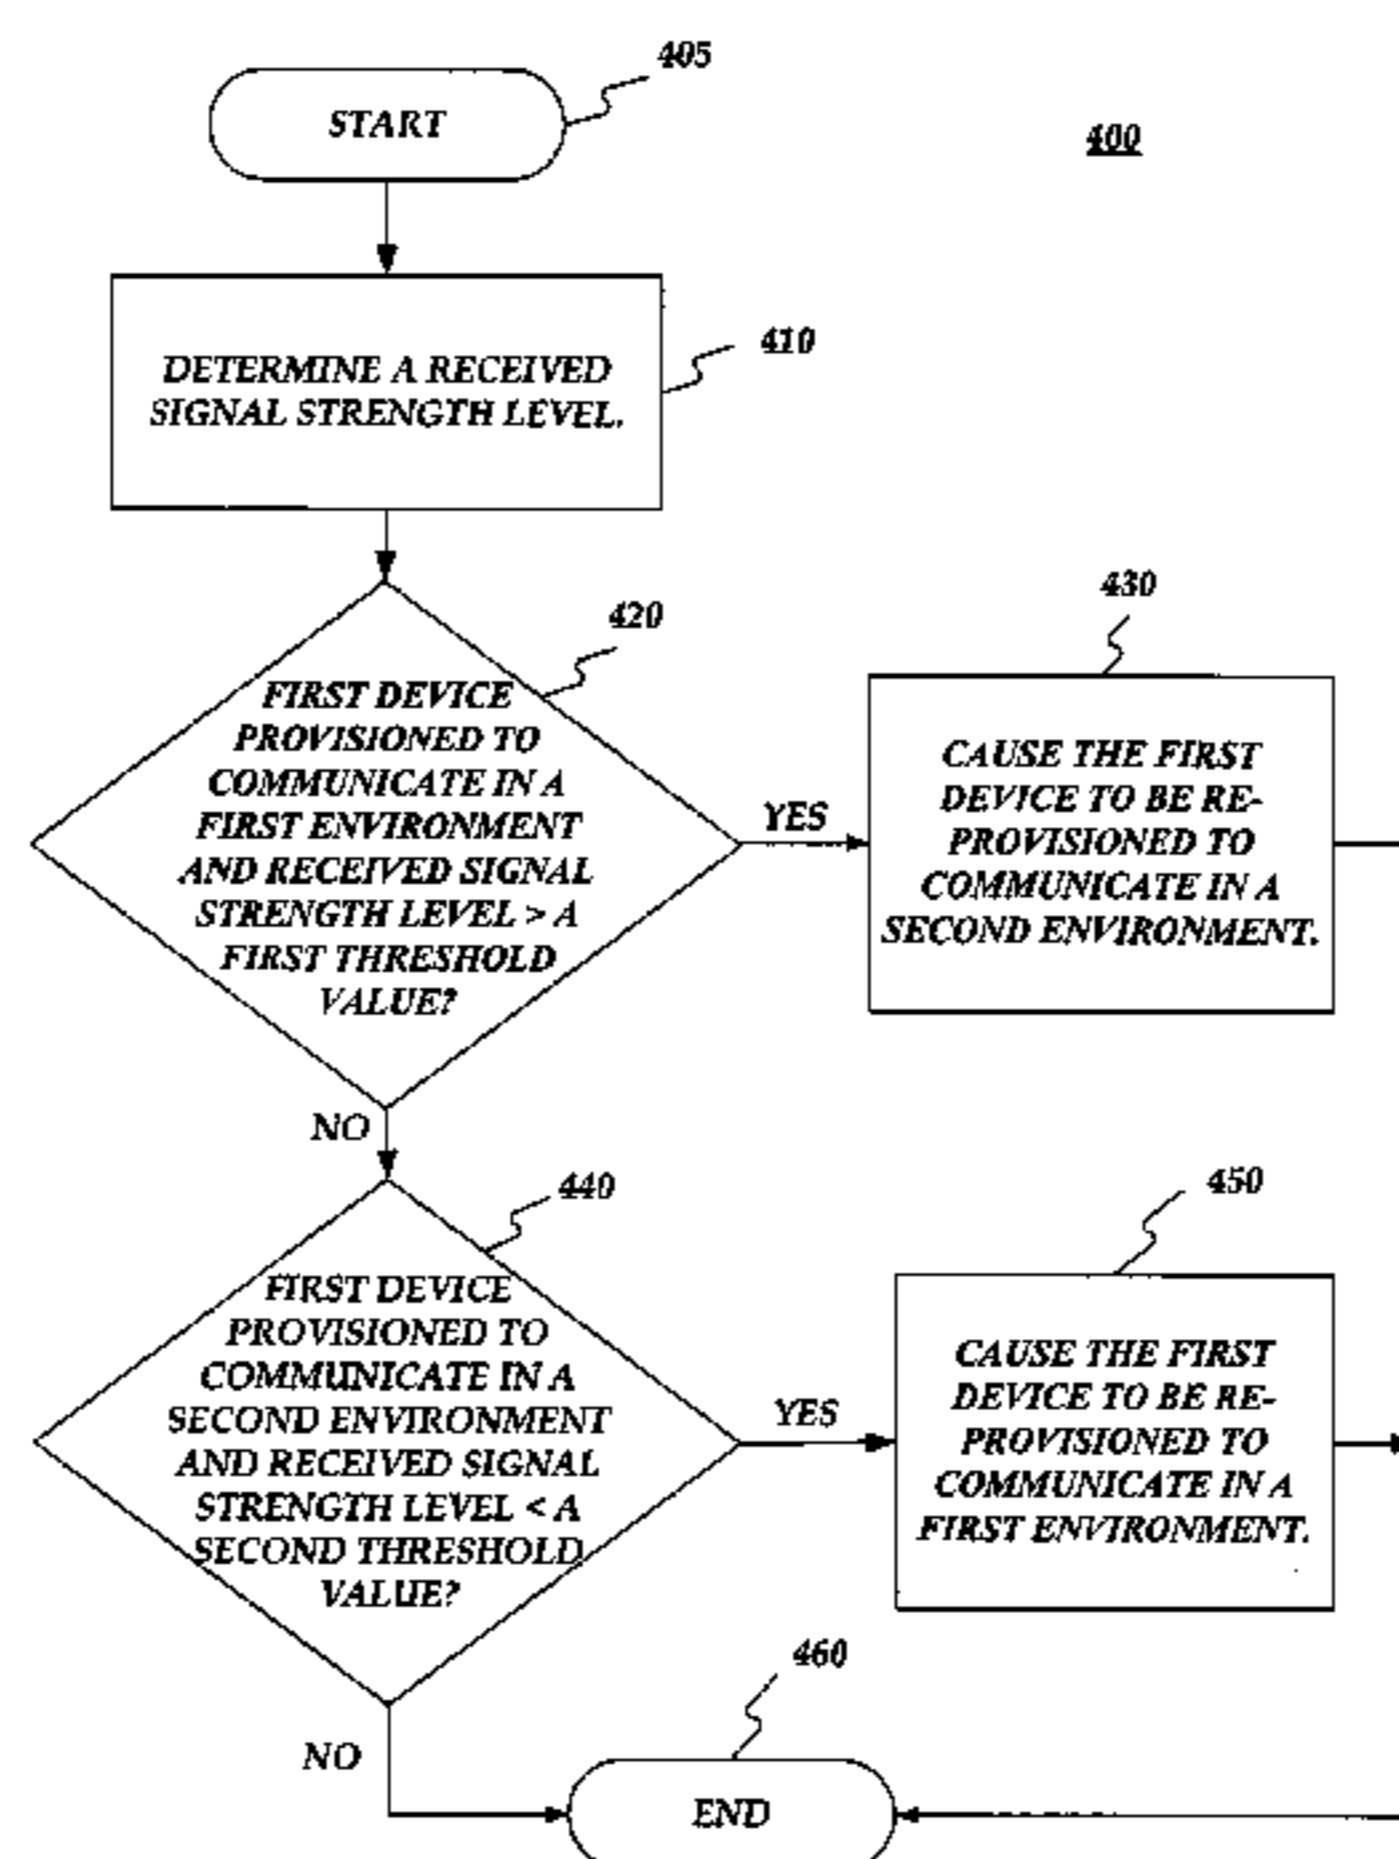 405
START
400
DETERMINE A RECEIVED
SIGNAL STRENGTH LEVEL.
410
420
FIRST DEVICE
PROVISIONED TO
COMMUNICATE IN A
FIRST ENVIRONMENT
AND RECEIVED SIGNAL
STRENGTH LEVEL > A
FIRST THRESHOLD
VALUE?
YES
430
CAUSE THE FIRST
DEVICE TO BE RE-
PROVISIONED TO
COMMUNICATE IN A
SECOND ENVIRONMENT.
NO
440
FIRST DEVICE
PROVISIONED TO
COMMUNICATE IN A
SECOND ENVIRONMENT
AND RECEIVED SIGNAL
STRENGTH LEVEL < A
SECOND THRESHOLD
VALUE?
YES
450
CAUSE THE FIRST
DEVICE TO BE RE-
PROVISIONED TO
COMMUNICATE IN A
FIRST ENVIRONMENT.
NO
460
END